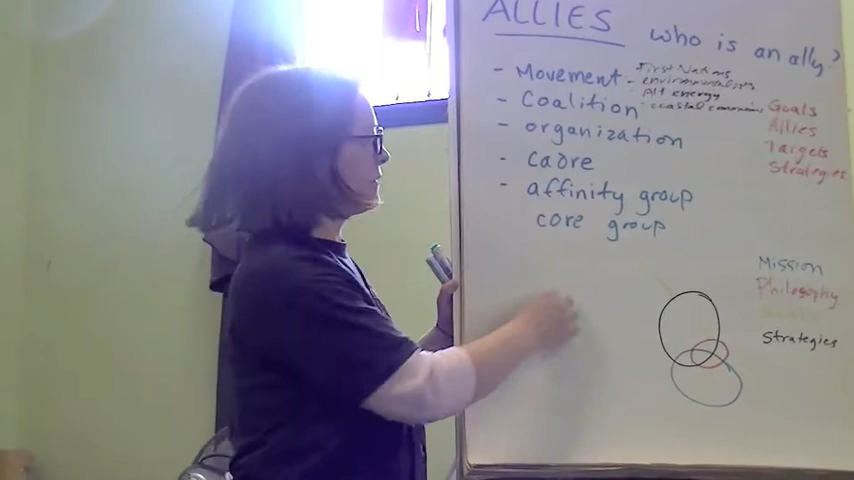 ALLIES
who is an ally?
- Movement
- First Nations
- environmentalists
- Alt energy
- coastal communities
- Coalition
- organization
- cadre
- affinity group
core group
Goals
Allies
Targets
Strategies
Mission
Philosophy
Strategies